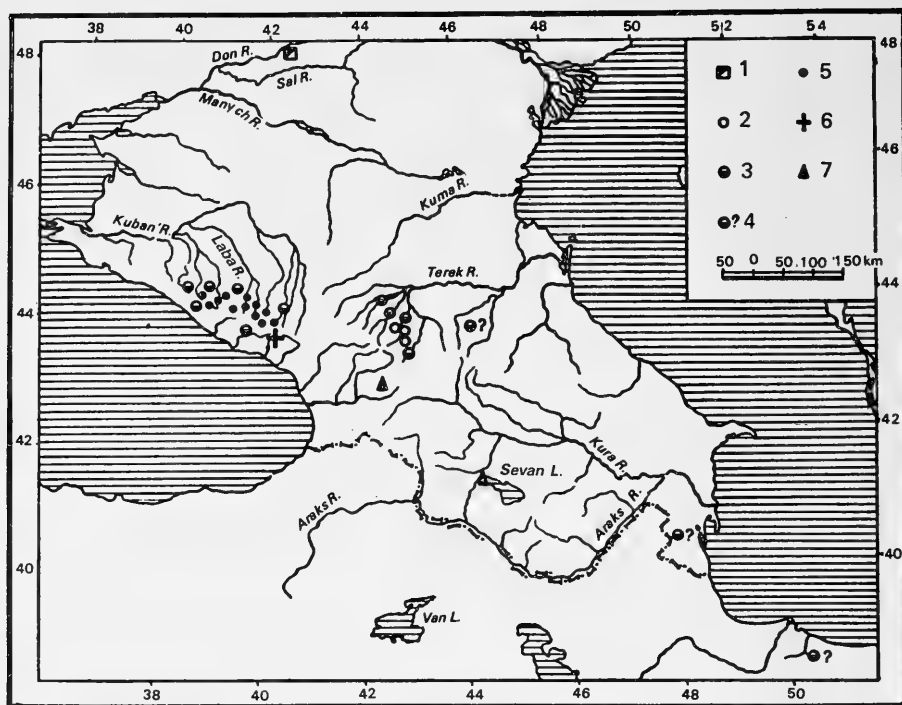 38 40 42 44 46 48 50 52 54
48
48
Don R.
Sal R.
Manych R.
1
5
2
6
3
7
?4
50 0 50 100 150 km
46
46
Kuma R.
Kuban' R.
Laba R.
Terek R.
44
44
?
42
42
Kura R.
Sevan L.
Araks R.
Araks R.
?
40
40
Van L.
?
38 40 42 44 46 48 50